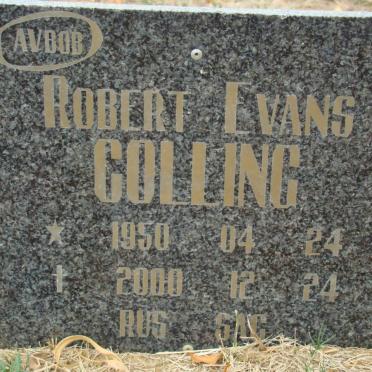 AVBOB
ROBERT EVANS
COLLING
★ 1950 04 24
† 2000 12 24
RUS SAG